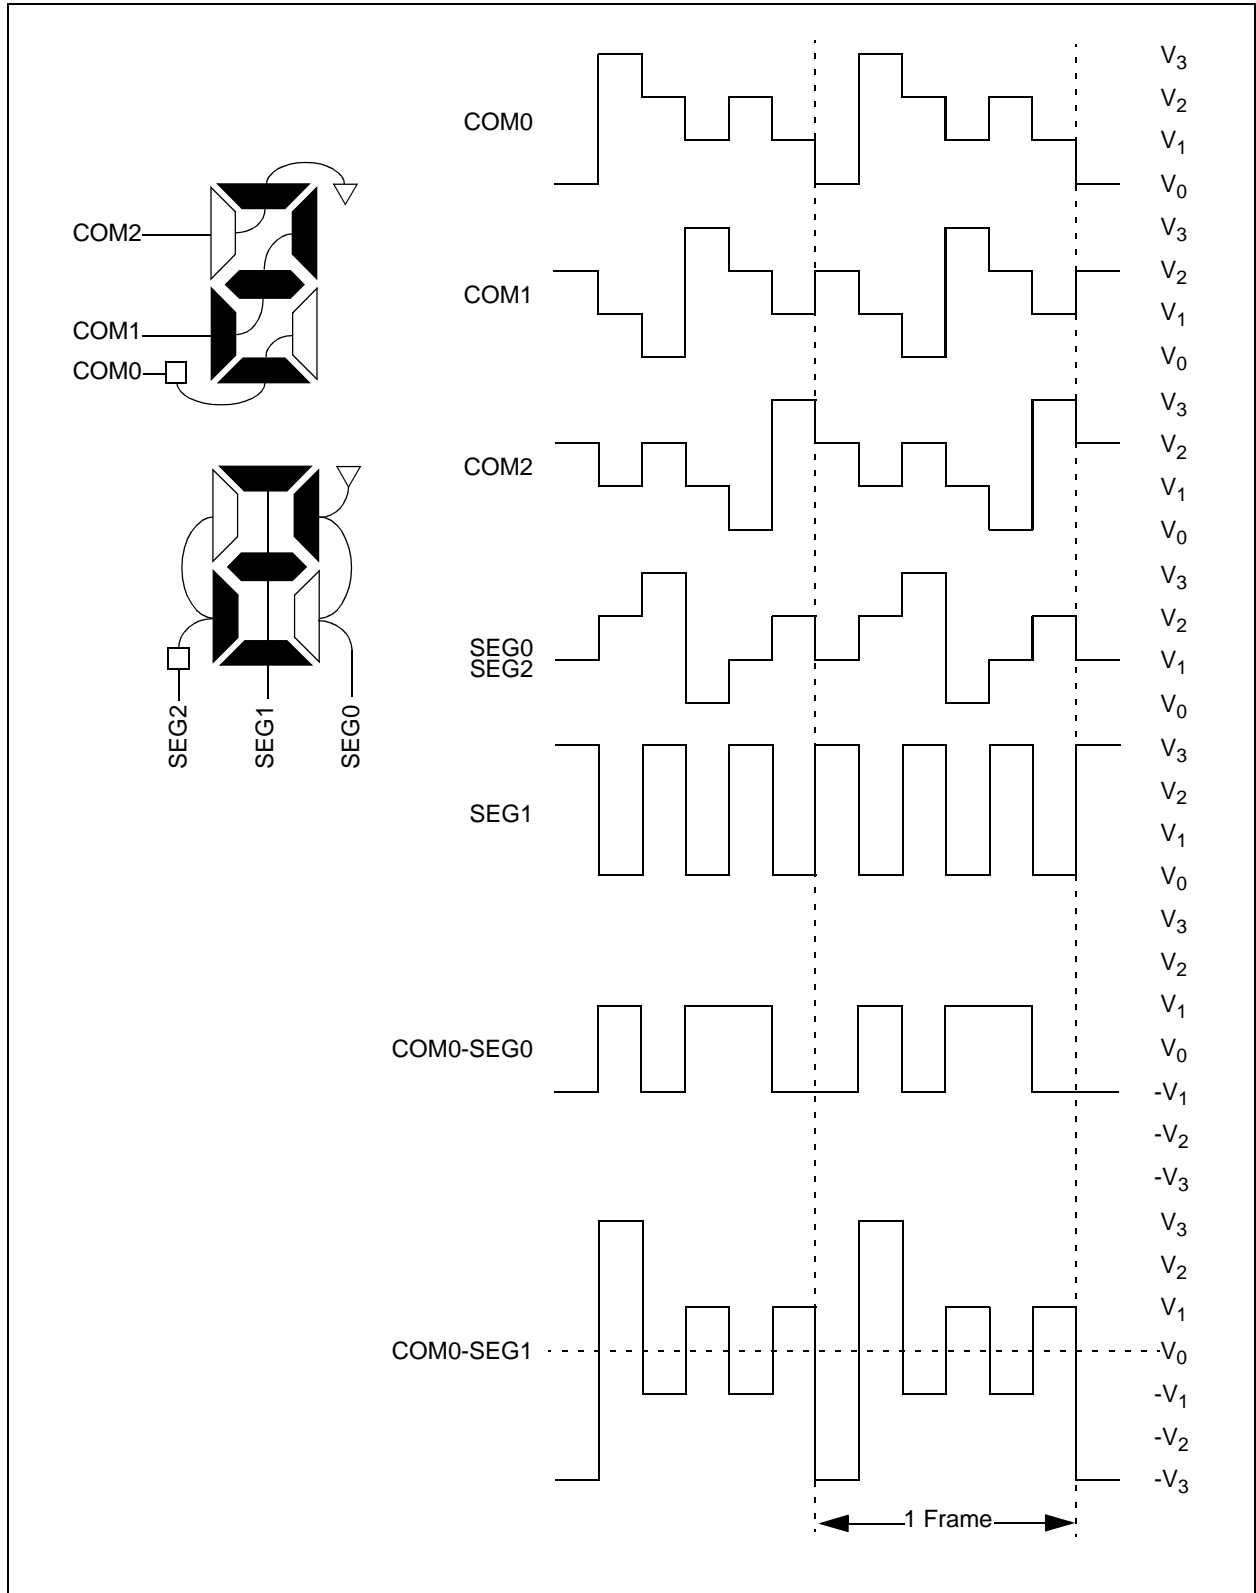 V3
V2
COM0
V1
V0
COM2
V3
V2
COM1
V1
COM1
V0
COM0
V3
V2
COM2
V1
V0
V3
V2
SEG0
SEG2
V1
V0
SEG2
SEG1
SEG0
V3
V2
SEG1
V1
V0
V3
V2
V1
COM0-SEG0
V0
-V1
-V2
-V3
V3
V2
V1
COM0-SEG1
V0
-V1
-V2
-V3
1 Frame